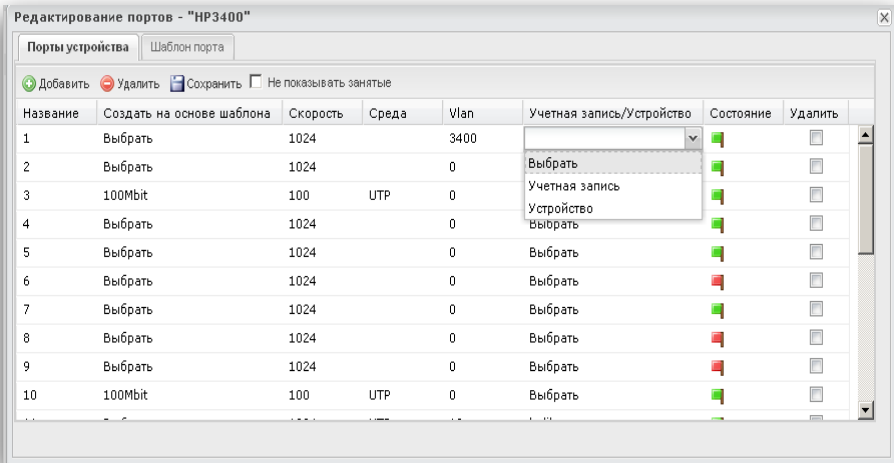 Редактирование портов - "HP3400"
Порты устройства Шаблон порта
Добавить Удалить Сохранить Не показывать занятые
Название Создать на основе шаблона Скорость Среда Vlan Учетная запись/Устройство Состояние Удалить
1 Выбрать 1024 3400
2 Выбрать 1024 0 Выбрать
3 100Mbit 100 UTP 0 Учетная запись
Устройство
4 Выбрать 1024 0 Выбрать
5 Выбрать 1024 0 Выбрать
6 Выбрать 1024 0 Выбрать
7 Выбрать 1024 0 Выбрать
8 Выбрать 1024 0 Выбрать
9 Выбрать 1024 0 Выбрать
10 100Mbit 100 UTP 0 Выбрать